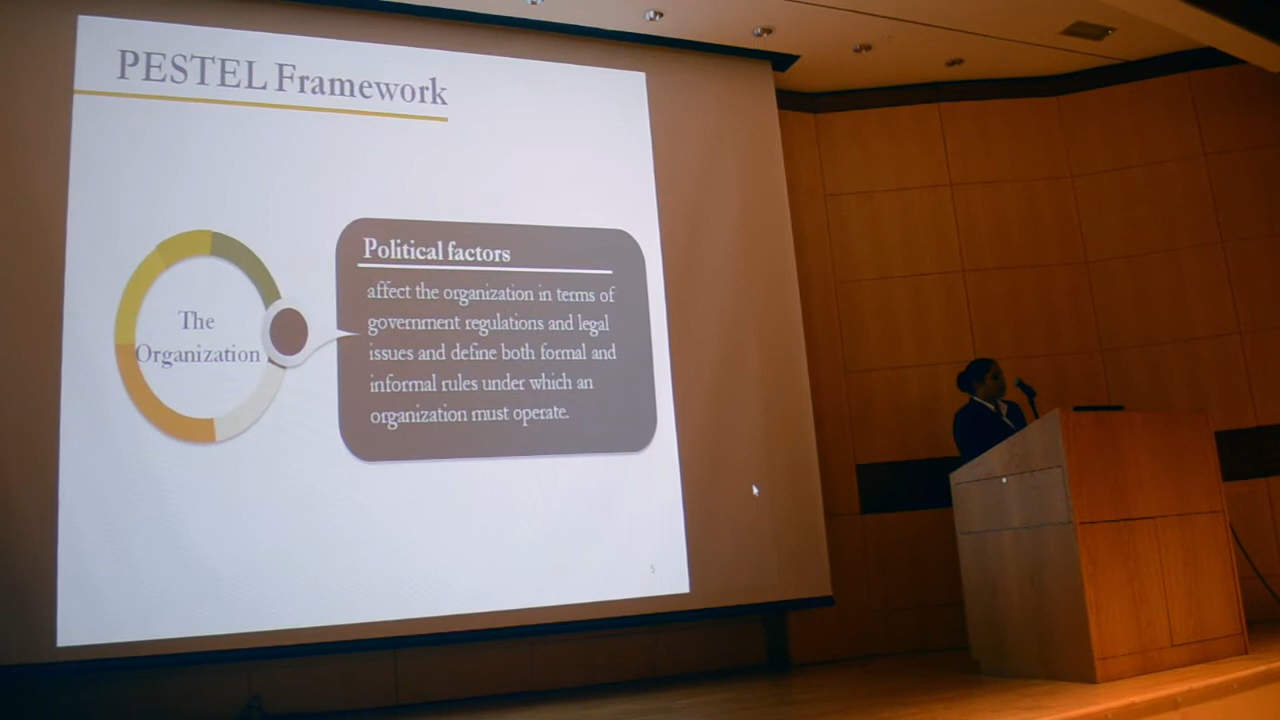 PESTEL Framework
The
Organization
Political factors
affect the organization in terms of
government regulations and legal
issues and define both formal and
informal rules under which an
organization must operate.
5